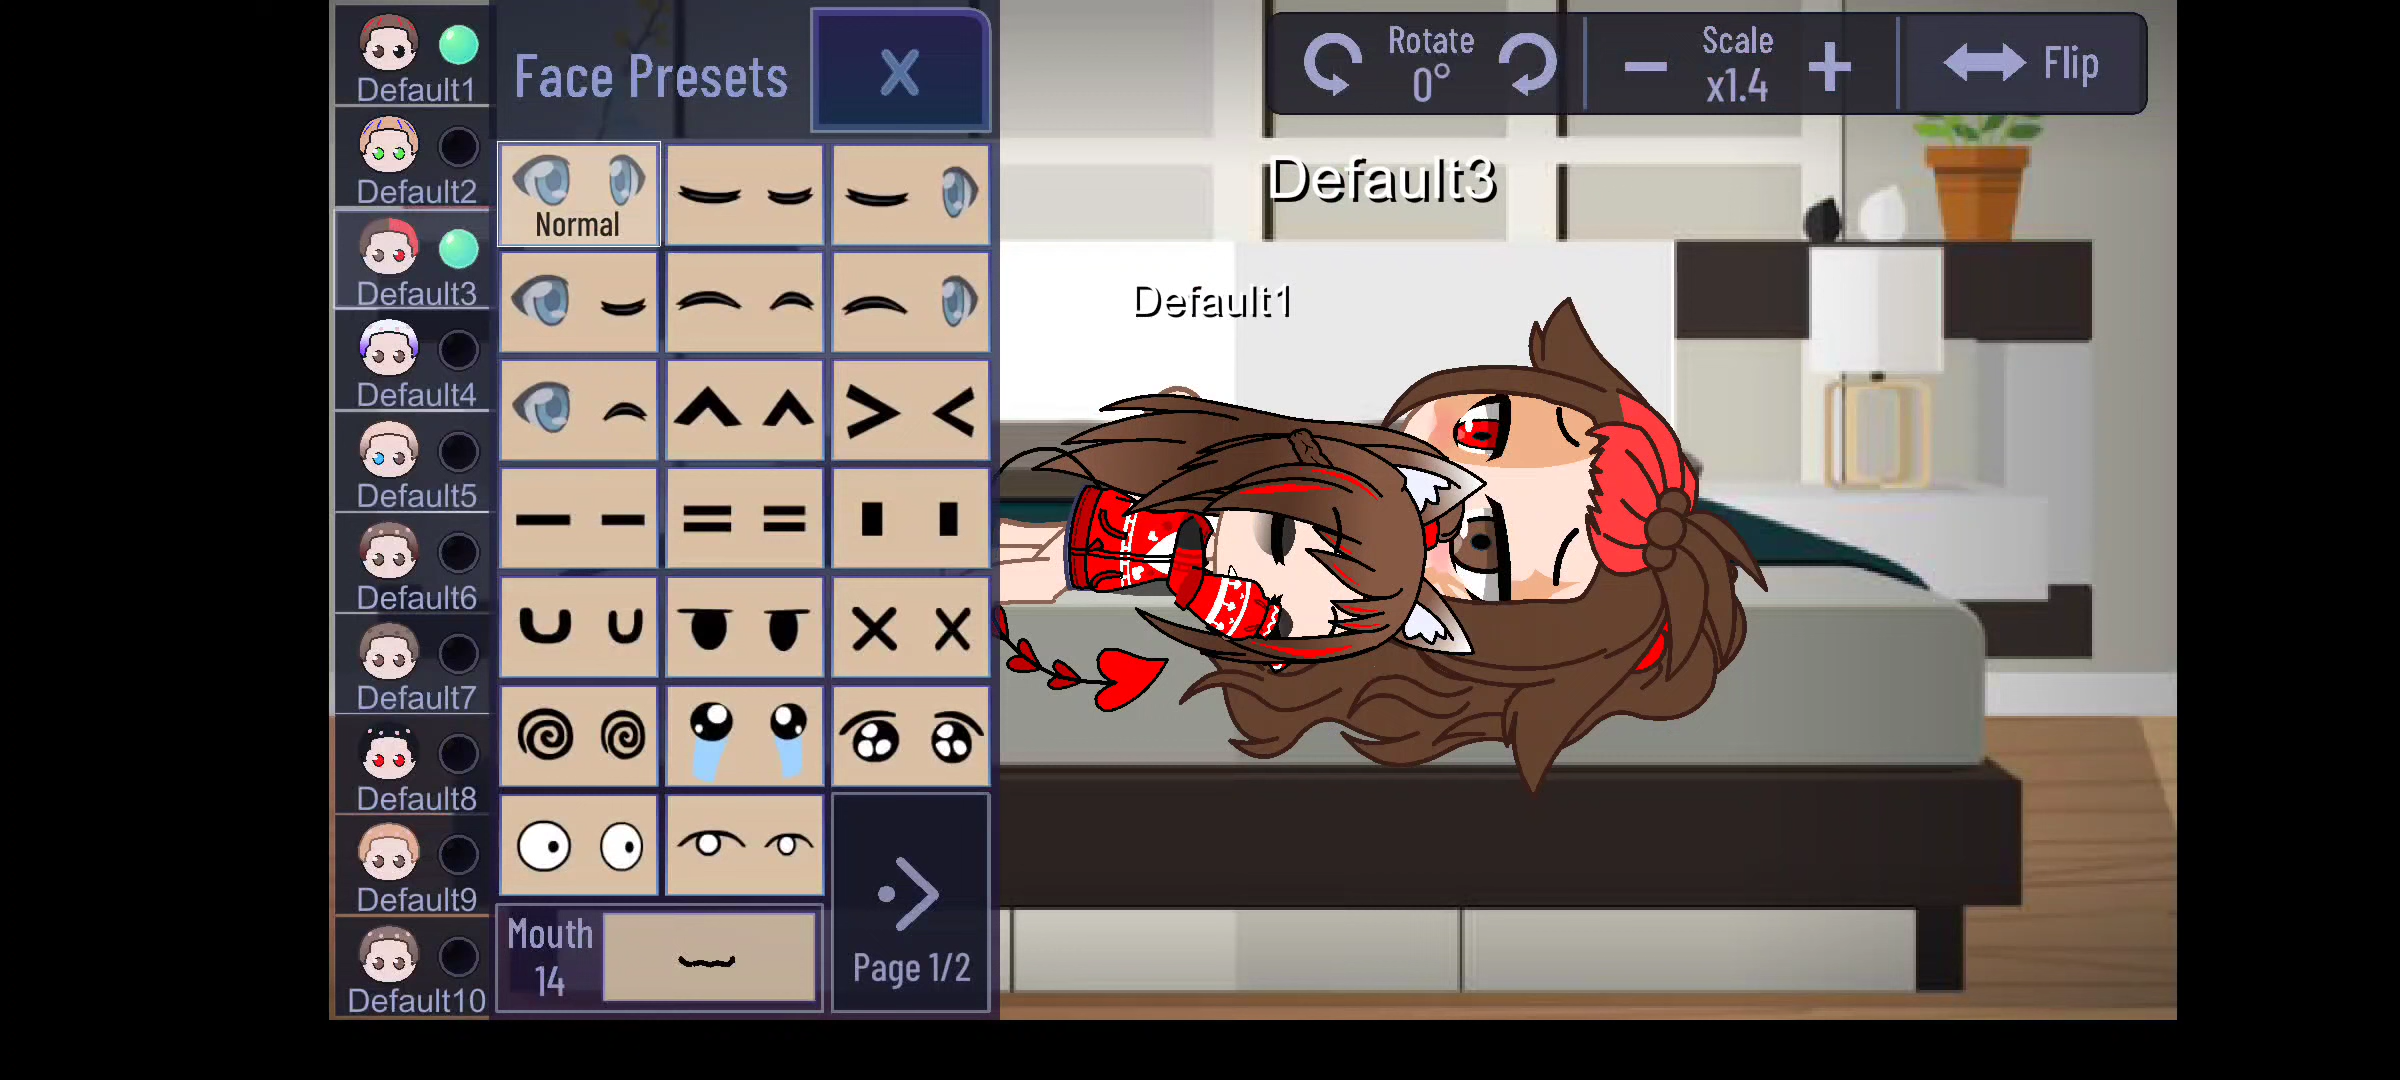 Default1
Default2
Default3
Default4
Default5
Default6
Default7
Default8
Default9
Default10
Face Presets
X
Normal
Mouth
14
Page 1/2
Rotate
0°
Scale
x1.4
Flip
Default3
Default1